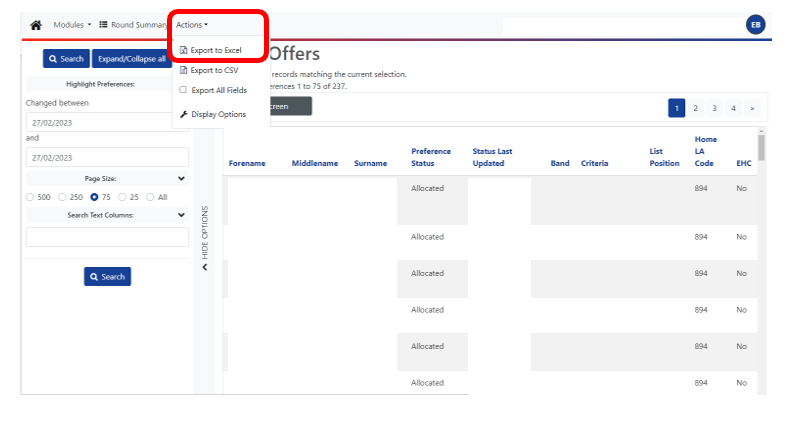 Modules Round Summary Actions EB
Export to Excel
Export to CSV
Export All Fields
Display Options
Search Expand/Collapse all
Highlight Preferences:
Changed between
27/02/2023
and
27/02/2023
Page Size:
500 250 75 25 All
Search Text Columns:
Search
HIDE OPTIONS
Offers
records matching the current selection.
erences 1 to 75 of 237.
creen
1 2 3 4 »
Forename Middlename Surname Preference Status Status Last Updated Band Criteria List Position Home LA Code EHC
Allocated 894 No
Allocated 894 No
Allocated 894 No
Allocated 894 No
Allocated 894 No
Allocated 894 No